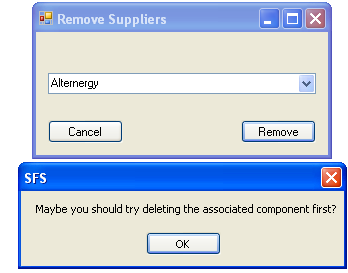 Remove Suppliers
Alternergy
Cancel
Remove
SFS
Maybe you should try deleting the associated component first?
OK